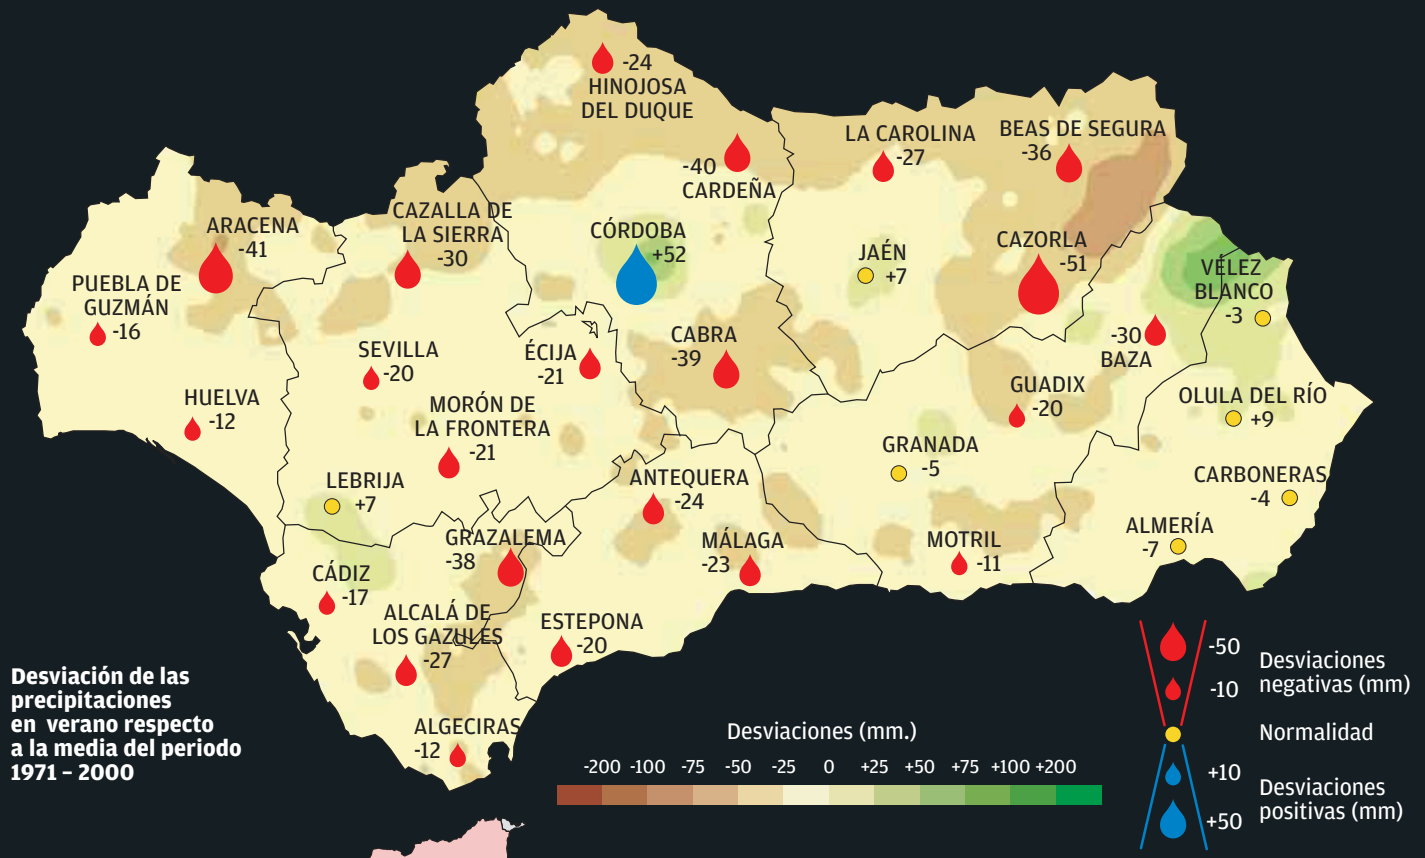 -24
HINOJOSA
DEL DUQUE
-40
CARDEÑA
LA CAROLINA
-27
BEAS DE SEGURA
-36
ARACENA
-41
CAZALLA DE
LA SIERRA
-30
CÓRDOBA
+52
JAÉN
+7
CAZORLA
-51
VÉLEZ
BLANCO
-3
PUEBLA DE
GUZMÁN
-16
SEVILLA
-20
ÉCIJA
-21
CABRA
-39
-30
BAZA
GUADIX
-20
OLULA DEL RÍO
+9
HUELVA
-12
MORÓN DE
LA FRONTERA
-21
GRANADA
-5
LEBRIJA
+7
ANTEQUERA
-24
CARBONERAS
-4
GRAZALEMA
-38
MÁLAGA
-23
MOTRIL
-11
ALMERÍA
-7
CÁDIZ
-17
ALCALÁ DE
LOS GAZULES
-27
ESTEPONA
-20
ALGECIRAS
-12
Desviación de las
precipitaciones
en verano respecto
a la media del periodo
1971 – 2000
Desviaciones (mm.)
-200 -100 -75 -50 -25 0 +25 +50 +75 +100 +200
-50
-10
Desviaciones
negativas (mm)
Normalidad
+10
+50
Desviaciones
positivas (mm)